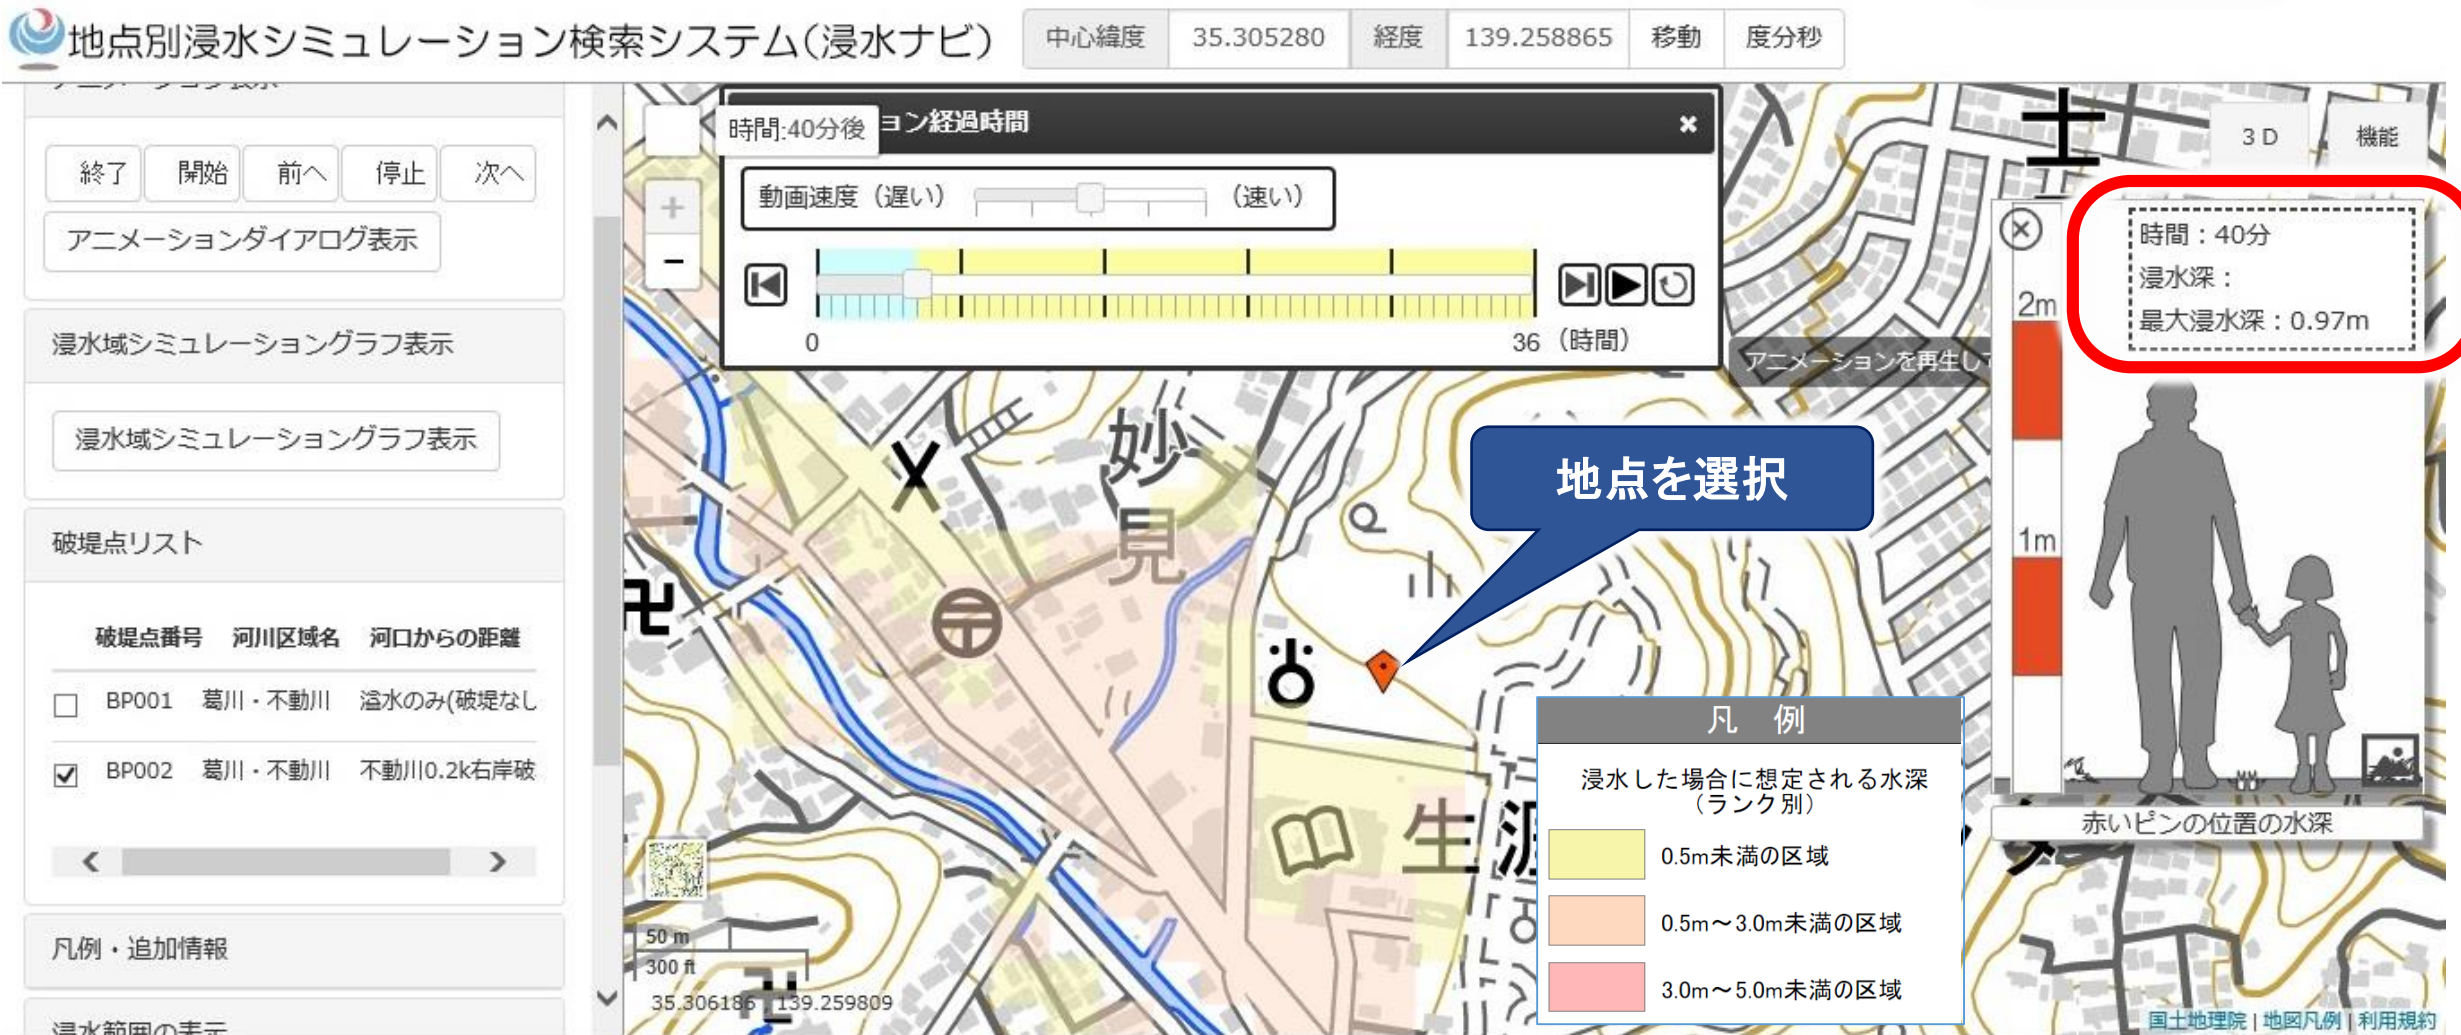 地点別浸水シミュレーション検索システム(浸水ナビ)
中心緯度 35.305280 経度 139.258865 移動 度分秒
終了 開始 前へ 停止 次へ
アニメーションダイアログ表示
浸水域シミュレーショングラフ表示
浸水域シミュレーショングラフ表示
破堤点リスト
破堤点番号 河川区域名 河口からの距離
BP001 葛川・不動川 溢水のみ(破堤なし
BP002 葛川・不動川 不動川0.2k右岸破
凡例・追加情報
浸水範囲の表示
時間:40分後
ョン経過時間
動画速度（遅い） （速い）
0 36 （時間）
アニメーションを再生し
3D 機能
土
時間：40分
浸水深：
最大浸水深：0.97m
2m
1m
赤いピンの位置の水深
妙見
地点を選択
生涯
凡 例
浸水した場合に想定される水深
（ランク別）
0.5m未満の区域
0.5m～3.0m未満の区域
3.0m～5.0m未満の区域
50 m
300 ft
35.306186 , 139.259809
国土地理院 | 地図凡例 | 利用規約